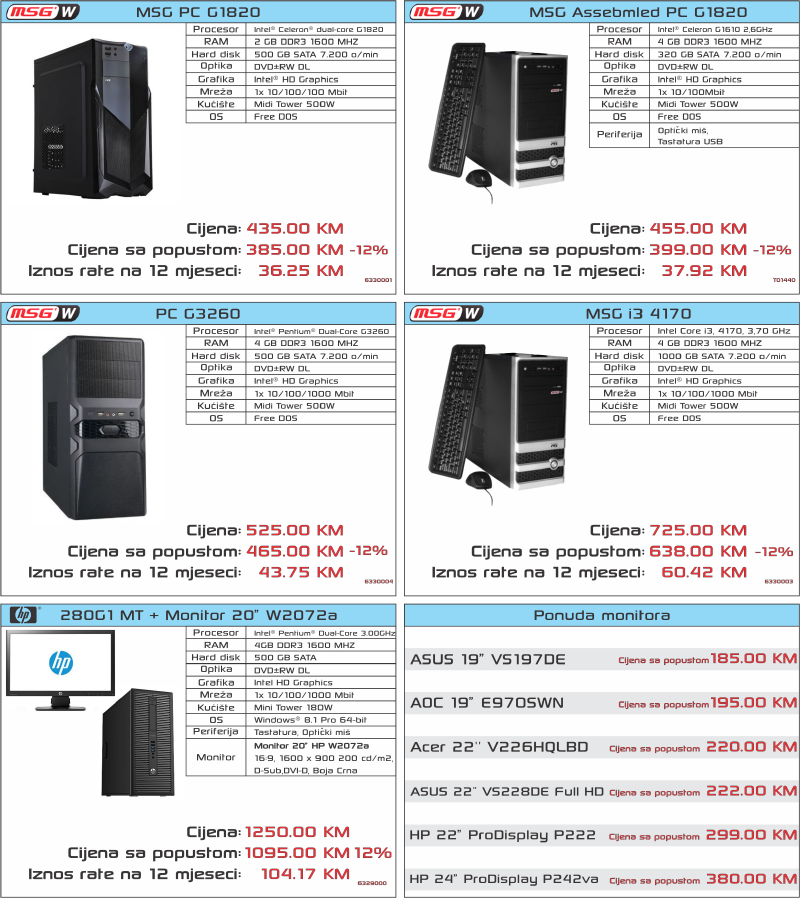 MSG W MSG PC G1820
Procesor Intel® Celeron® dual-core G1820
RAM 2 GB DDR3 1600 MHZ
Hard disk 500 GB SATA 7.200 o/min
Optika DVD±RW DL
Grafika Intel® HD Graphics
Mreža 1x 10/100/100 Mbit
Kućište Midi Tower 500W
OS Free DOS
Cijena: 435.00 KM
Cijena sa popustom: 385.00 KM -12%
Iznos rate na 12 mjeseci: 36.25 KM
6330001
MSG W MSG Assebmled PC G1820
Procesor Intel® Celeron G1610 2,6GHz
RAM 4 GB DDR3 1600 MHZ
Hard disk 320 GB SATA 7.200 o/min
Optika DVD±RW DL
Grafika Intel® HD Graphics
Mreža 1x 10/100Mbit
Kućište Midi Tower 500W
OS Free DOS
Periferija Optički miš,
Tastatura USB
Cijena: 455.00 KM
Cijena sa popustom: 399.00 KM -12%
Iznos rate na 12 mjeseci: 37.92 KM
T01440
MSG W PC G3260
Procesor Intel® Pentium® Dual-Core G3260
RAM 4 GB DDR3 1600 MHZ
Hard disk 500 GB SATA 7.200 o/min
Optika DVD±RW DL
Grafika Intel® HD Graphics
Mreža 1x 10/100/1000 Mbit
Kućište Midi Tower 500W
OS Free DOS
Cijena: 525.00 KM
Cijena sa popustom: 465.00 KM -12%
Iznos rate na 12 mjeseci: 43.75 KM
6330004
MSG W MSG i3 4170
Procesor Intel Core i3, 4170, 3,70 GHz
RAM 4 GB DDR3 1600 MHZ
Hard disk 1000 GB SATA 7.200 o/min
Optika DVD±RW DL
Grafika Intel® HD Graphics
Mreža 1x 10/100/1000 Mbit
Kućište Midi Tower 500W
OS Free DOS
Cijena: 725.00 KM
Cijena sa popustom: 638.00 KM -12%
Iznos rate na 12 mjeseci: 60.42 KM
6330003
hp 280G1 MT + Monitor 20" W2072a
hp
Procesor Intel® Pentium® Dual-Core 3.00GHz
RAM 4GB DDR3 1600 MHZ
Hard disk 500 GB SATA
Optika DVD±RW DL
Grafika Intel HD Graphics
Mreža 1x 10/100/1000 Mbit
Kućište Mini Tower 180W
OS Windows® 8.1 Pro 64-bit
Periferija Tastatura, Optički miš
Monitor Monitor 20" HP W2072a
16:9, 1600 x 900 200 cd/m2,
D-Sub,DVI-D, Boja Crna
Cijena: 1250.00 KM
Cijena sa popustom: 1095.00 KM 12%
Iznos rate na 12 mjeseci: 104.17 KM
6329000
Ponuda monitora
ASUS 19" VS197DE Cijena sa popustom 185.00 KM
AOC 19" E970SWN Cijena sa popustom 195.00 KM
Acer 22'' V226HQLBD Cijena sa popustom 220.00 KM
ASUS 22" VS228DE Full HD Cijena sa popustom 222.00 KM
HP 22" ProDisplay P222 Cijena sa popustom 299.00 KM
HP 24" ProDisplay P242va Cijena sa popustom 380.00 KM